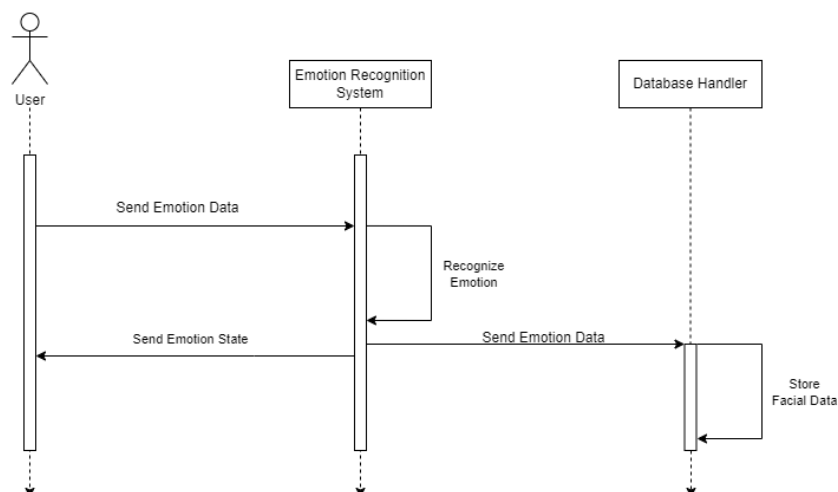 User
Emotion Recognition
System
Database Handler
Send Emotion Data
Recognize
Emotion
Send Emotion State
Send Emotion Data
Store
Facial Data